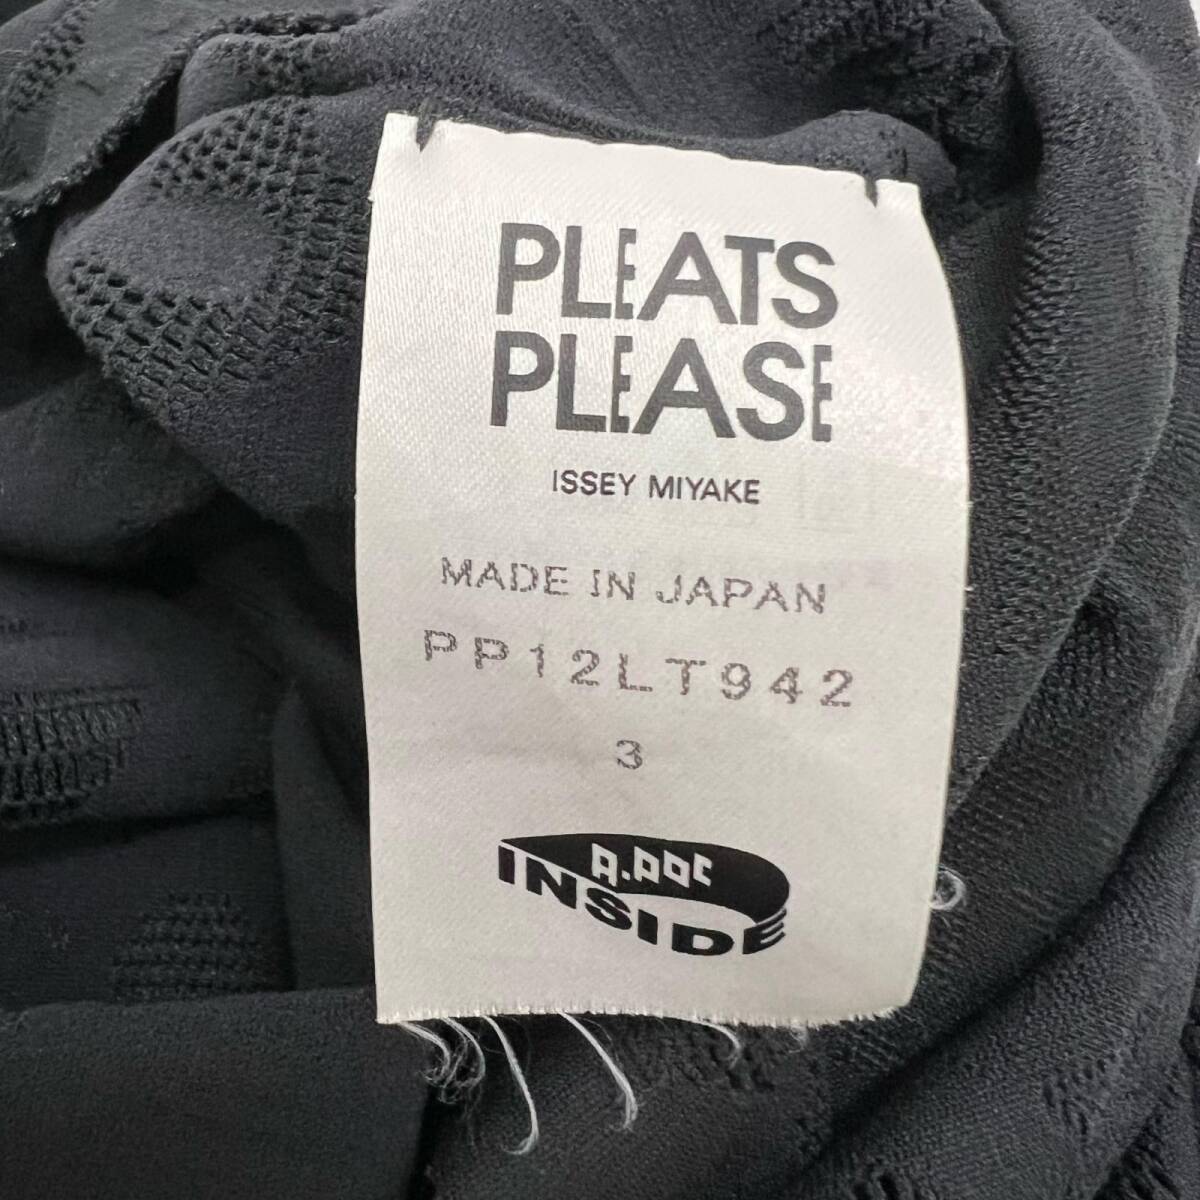 PLEATS
PLEASE
ISSEY MIYAKE
MADE IN JAPAN
PP12LT942
3
A.POC
INSIDE